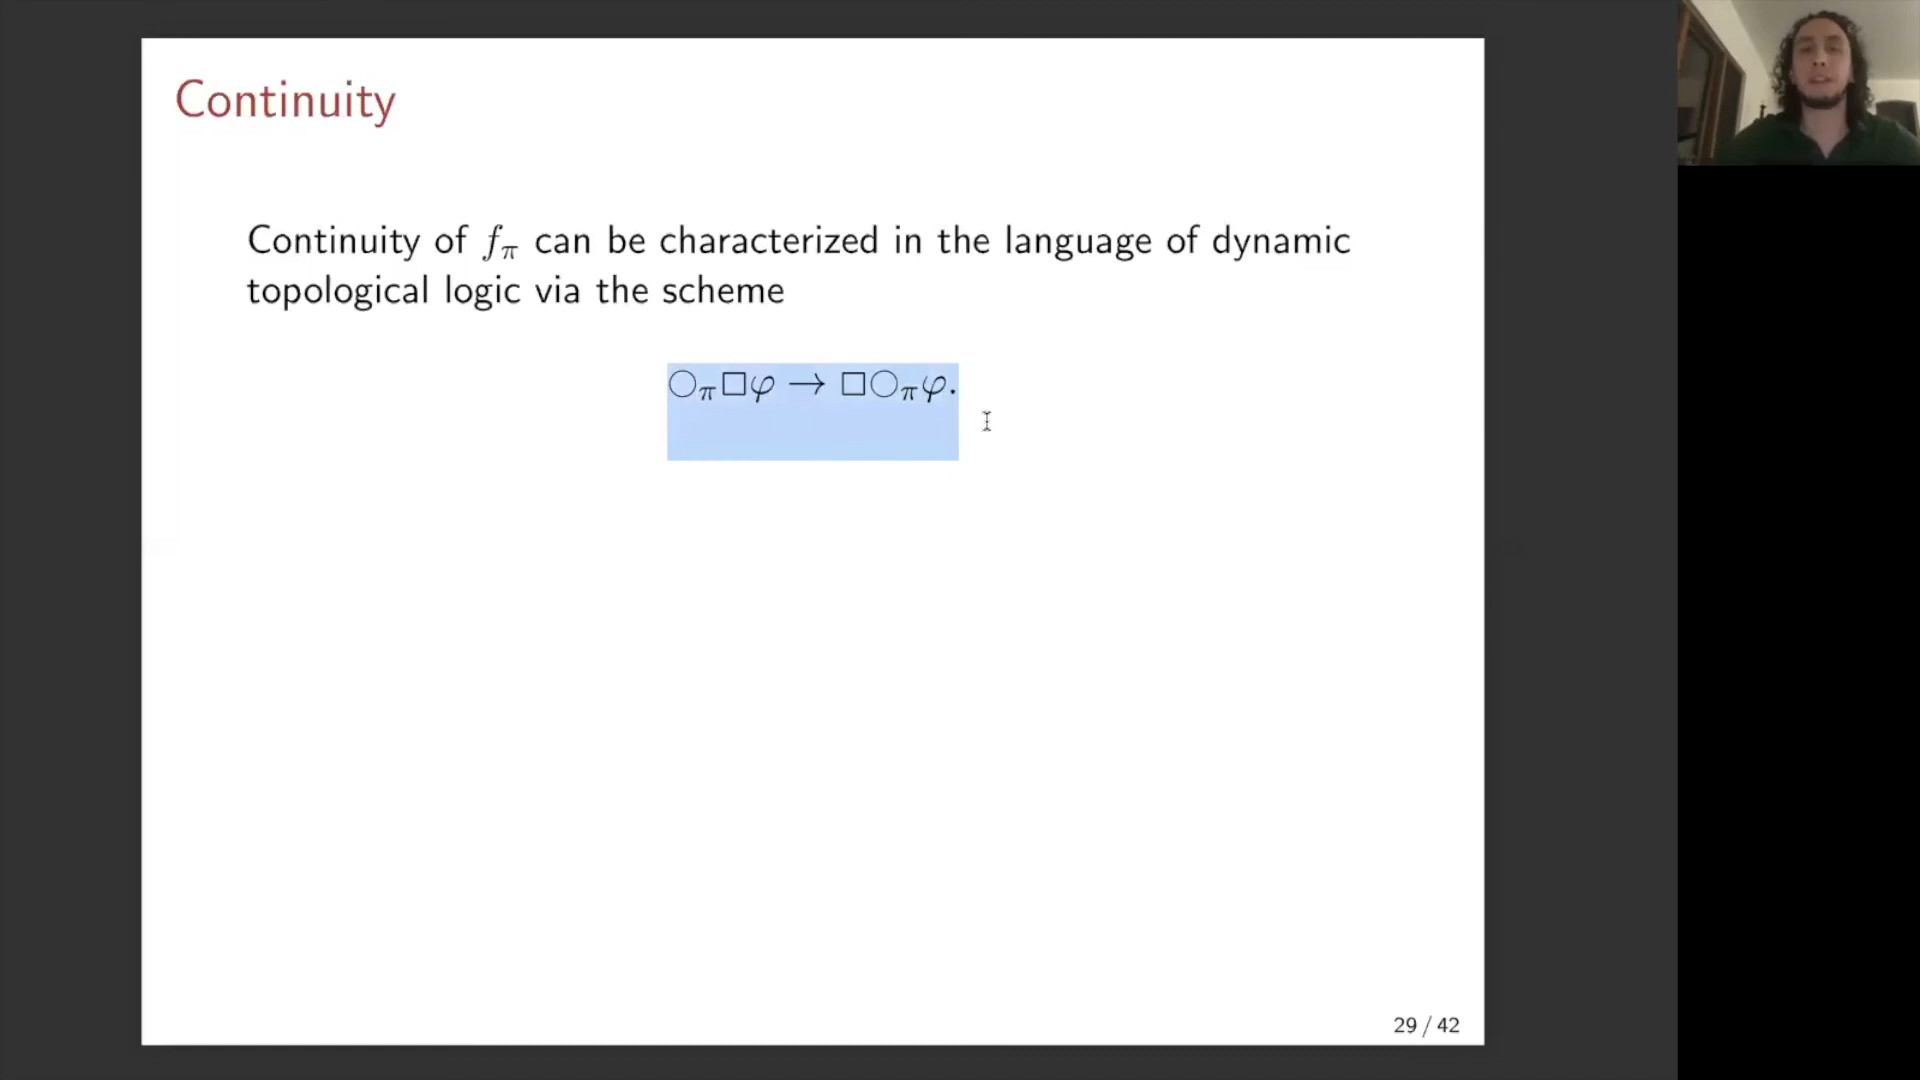 Continuity
Continuity of f_π can be characterized in the language of dynamic
topological logic via the scheme
○_π□φ → □○_πφ.
29 / 42